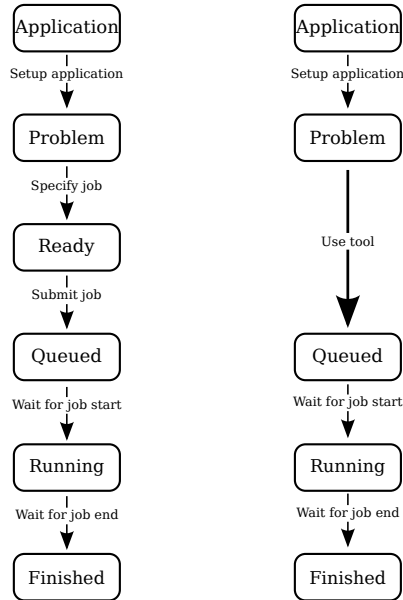 Application
Setup application
Problem
Specify job
Ready
Submit job
Queued
Wait for job start
Running
Wait for job end
Finished
Application
Setup application
Problem
Use tool
Queued
Wait for job start
Running
Wait for job end
Finished